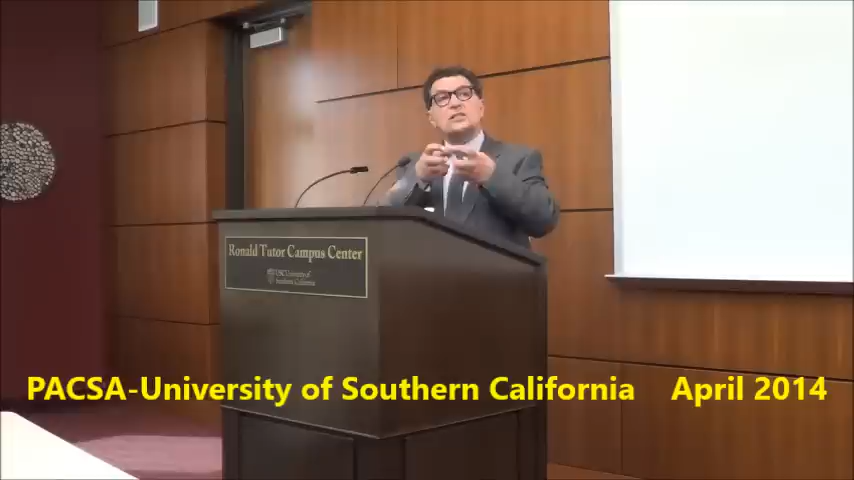 Ronald Tutor Campus Center
USC University of
Southern California
PACSA-University of Southern California April 2014